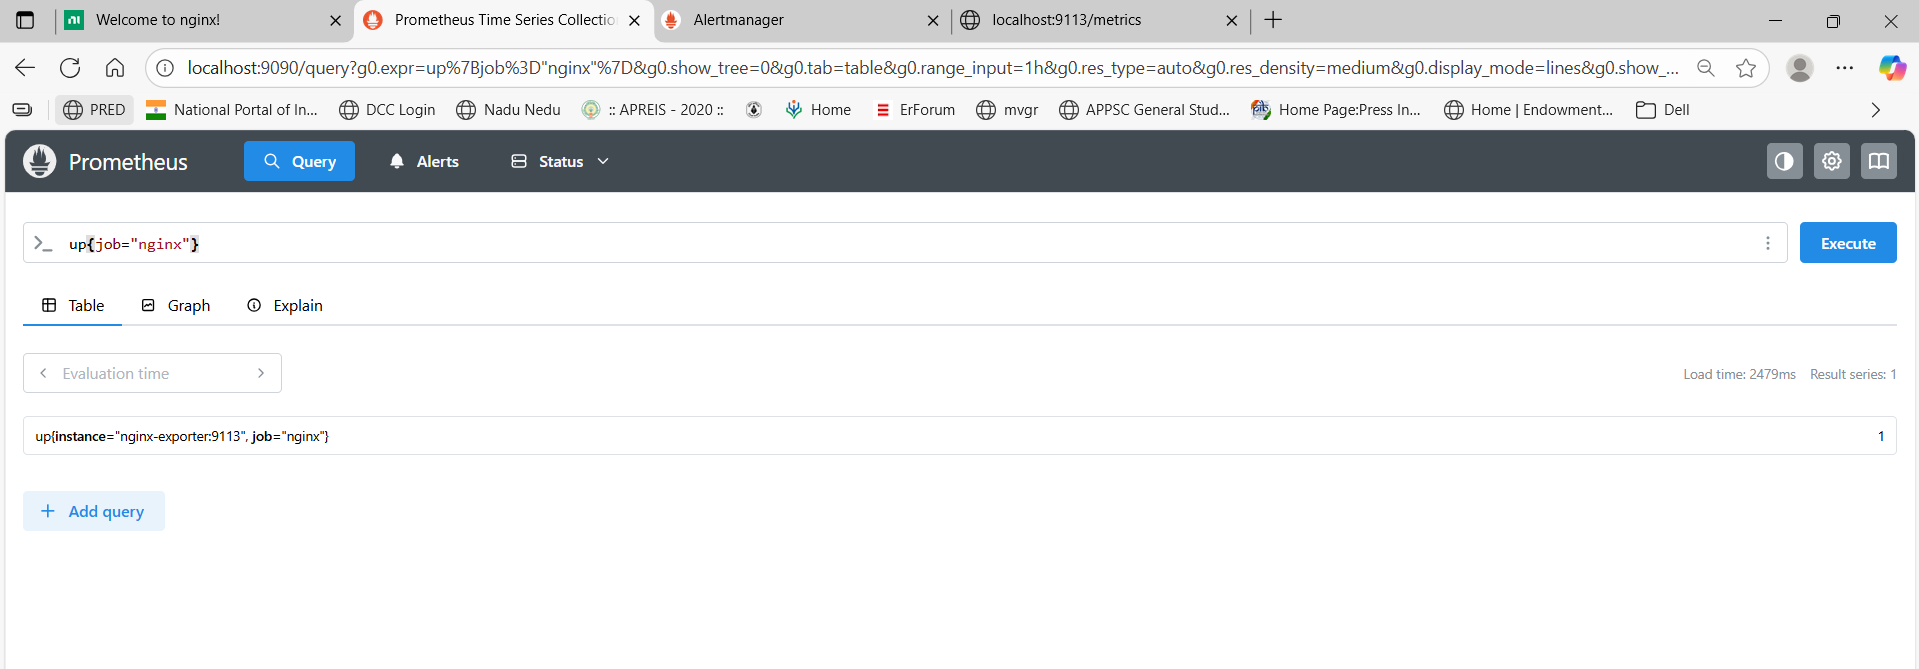 Welcome to nginx!
Prometheus Time Series Collectio
Alertmanager
localhost:9113/metrics
localhost:9090/query?g0.expr=up%7Bjob%3D"nginx"%7D&g0.show_tree=0&g0.tab=table&g0.range_input=1h&g0.res_type=auto&g0.res_density=medium&g0.display_mode=lines&g0.show_...
PRED
National Portal of In...
DCC Login
Nadu Nedu
:: APREIS - 2020 ::
Home
ErForum
mvgr
APPSC General Stud...
Home Page:Press In...
Home | Endowment...
Dell
Prometheus
Query
Alerts
Status
up{job="nginx"}
Execute
Table
Graph
Explain
Evaluation time
Load time: 2479ms Result series: 1
up{instance="nginx-exporter:9113", job="nginx"}
1
Add query